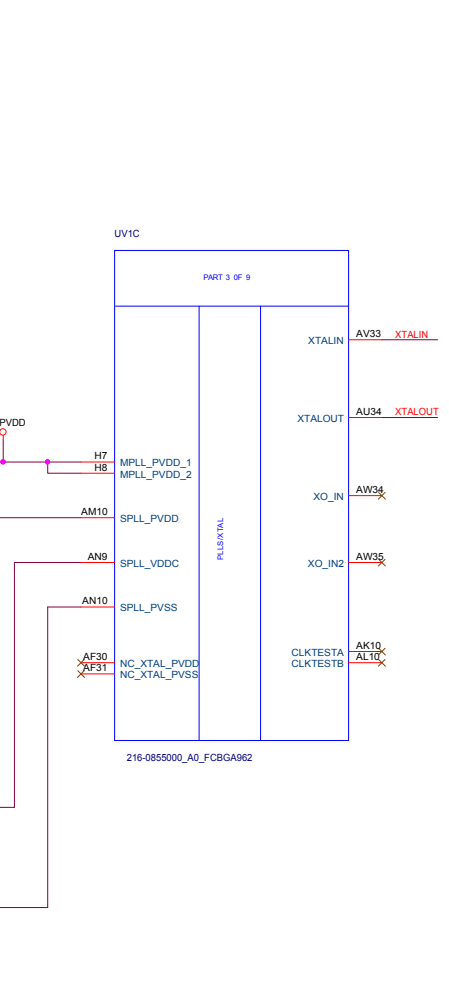 UV1C
PART 3 0F 9
XTALIN
AV33
XTALIN
XTALOUT
AU34
XTALOUT
PVDD
H7
MPLL_PVDD_1
H8
MPLL_PVDD_2
XO_IN
AW34
AM10
SPLL_PVDD
PLLS/XTAL
AN9
SPLL_VDDC
XO_IN2
AW35
AN10
SPLL_PVSS
CLKTESTA
AK10
CLKTESTB
AL10
AF30
NC_XTAL_PVDD
AF31
NC_XTAL_PVSS
216-0855000_A0_FCBGA962